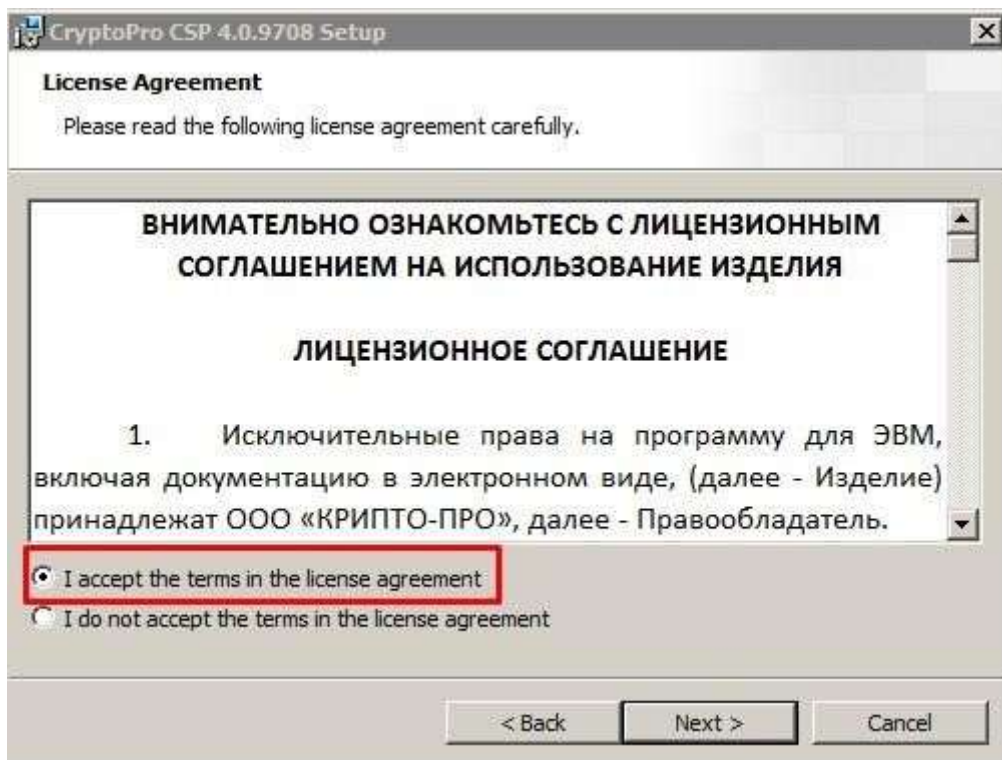 CryptoPro CSP 4.0.9708 Setup
License Agreement
Please read the following license agreement carefully.
ВНИМАТЕЛЬНО ОЗНАКОМЬТЕСЬ С ЛИЦЕНЗИОННЫМ
СОГЛАШЕНИЕМ НА ИСПОЛЬЗОВАНИЕ ИЗДЕЛИЯ
ЛИЦЕНЗИОННОЕ СОГЛАШЕНИЕ
1. Исключительные права на программу для ЭВМ,
включая документацию в электронном виде, (далее - Изделие)
принадлежат ООО «КРИПТО-ПРО», далее - Правообладатель.
I accept the terms in the license agreement
I do not accept the terms in the license agreement
< Back Next > Cancel